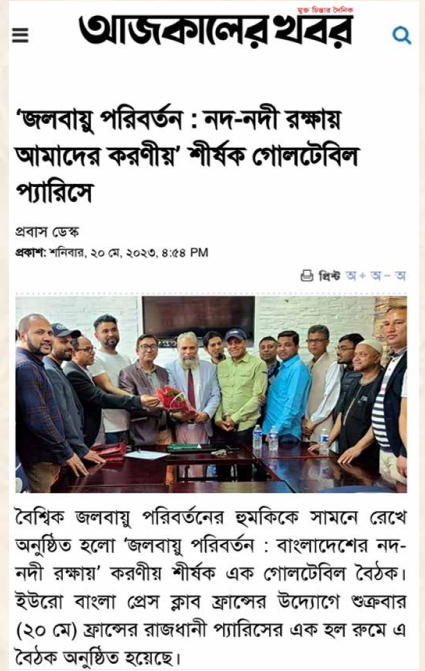 মুক্ত চিন্তার দৈনিক
আজকালের খবর
‘জলবায়ু পরিবর্তন : নদ-নদী রক্ষায়
আমাদের করণীয়’ শীর্ষক গোলটেবিল
প্যারিসে
প্রবাস ডেস্ক
প্রকাশ: শনিবার, ২০ মে, ২০২৩, ৪:৫৪ PM
প্রিন্ট অ+ অ- অ
বৈশ্বিক জলবায়ু পরিবর্তনের হুমকিকে সামনে রেখে
অনুষ্ঠিত হলো ‘জলবায়ু পরিবর্তন : বাংলাদেশের নদ-
নদী রক্ষায়’ করণীয় শীর্ষক এক গোলটেবিল বৈঠক।
ইউরো বাংলা প্রেস ক্লাব ফ্রান্সের উদ্যোগে শুক্রবার
(২০ মে) ফ্রান্সের রাজধানী প্যারিসের এক হল রুমে এ
বৈঠক অনুষ্ঠিত হয়েছে।